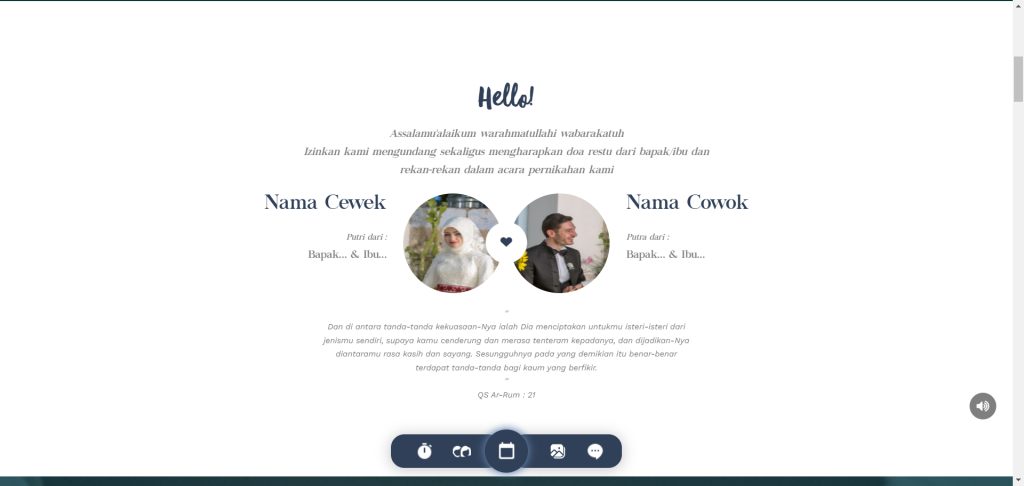 Hello!
Assalamu'alaikum warahmatullahi wabarakatuh
Izinkan kami mengundang sekaligus mengharapkan doa restu dari bapak/ibu dan
rekan-rekan dalam acara pernikahan kami
Nama Cewek
Putri dari :
Bapak... & Ibu...
Nama Cowok
Putra dari :
Bapak... & Ibu...
"
Dan di antara tanda-tanda kekuasaan-Nya ialah Dia menciptakan untukmu isteri-isteri dari
jenismu sendiri, supaya kamu cenderung dan merasa tenteram kepadanya, dan dijadikan-Nya
diantaramu rasa kasih dan sayang. Sesungguhnya pada yang demikian itu benar-benar
terdapat tanda-tanda bagi kaum yang berfikir.
"
QS Ar-Rum : 21